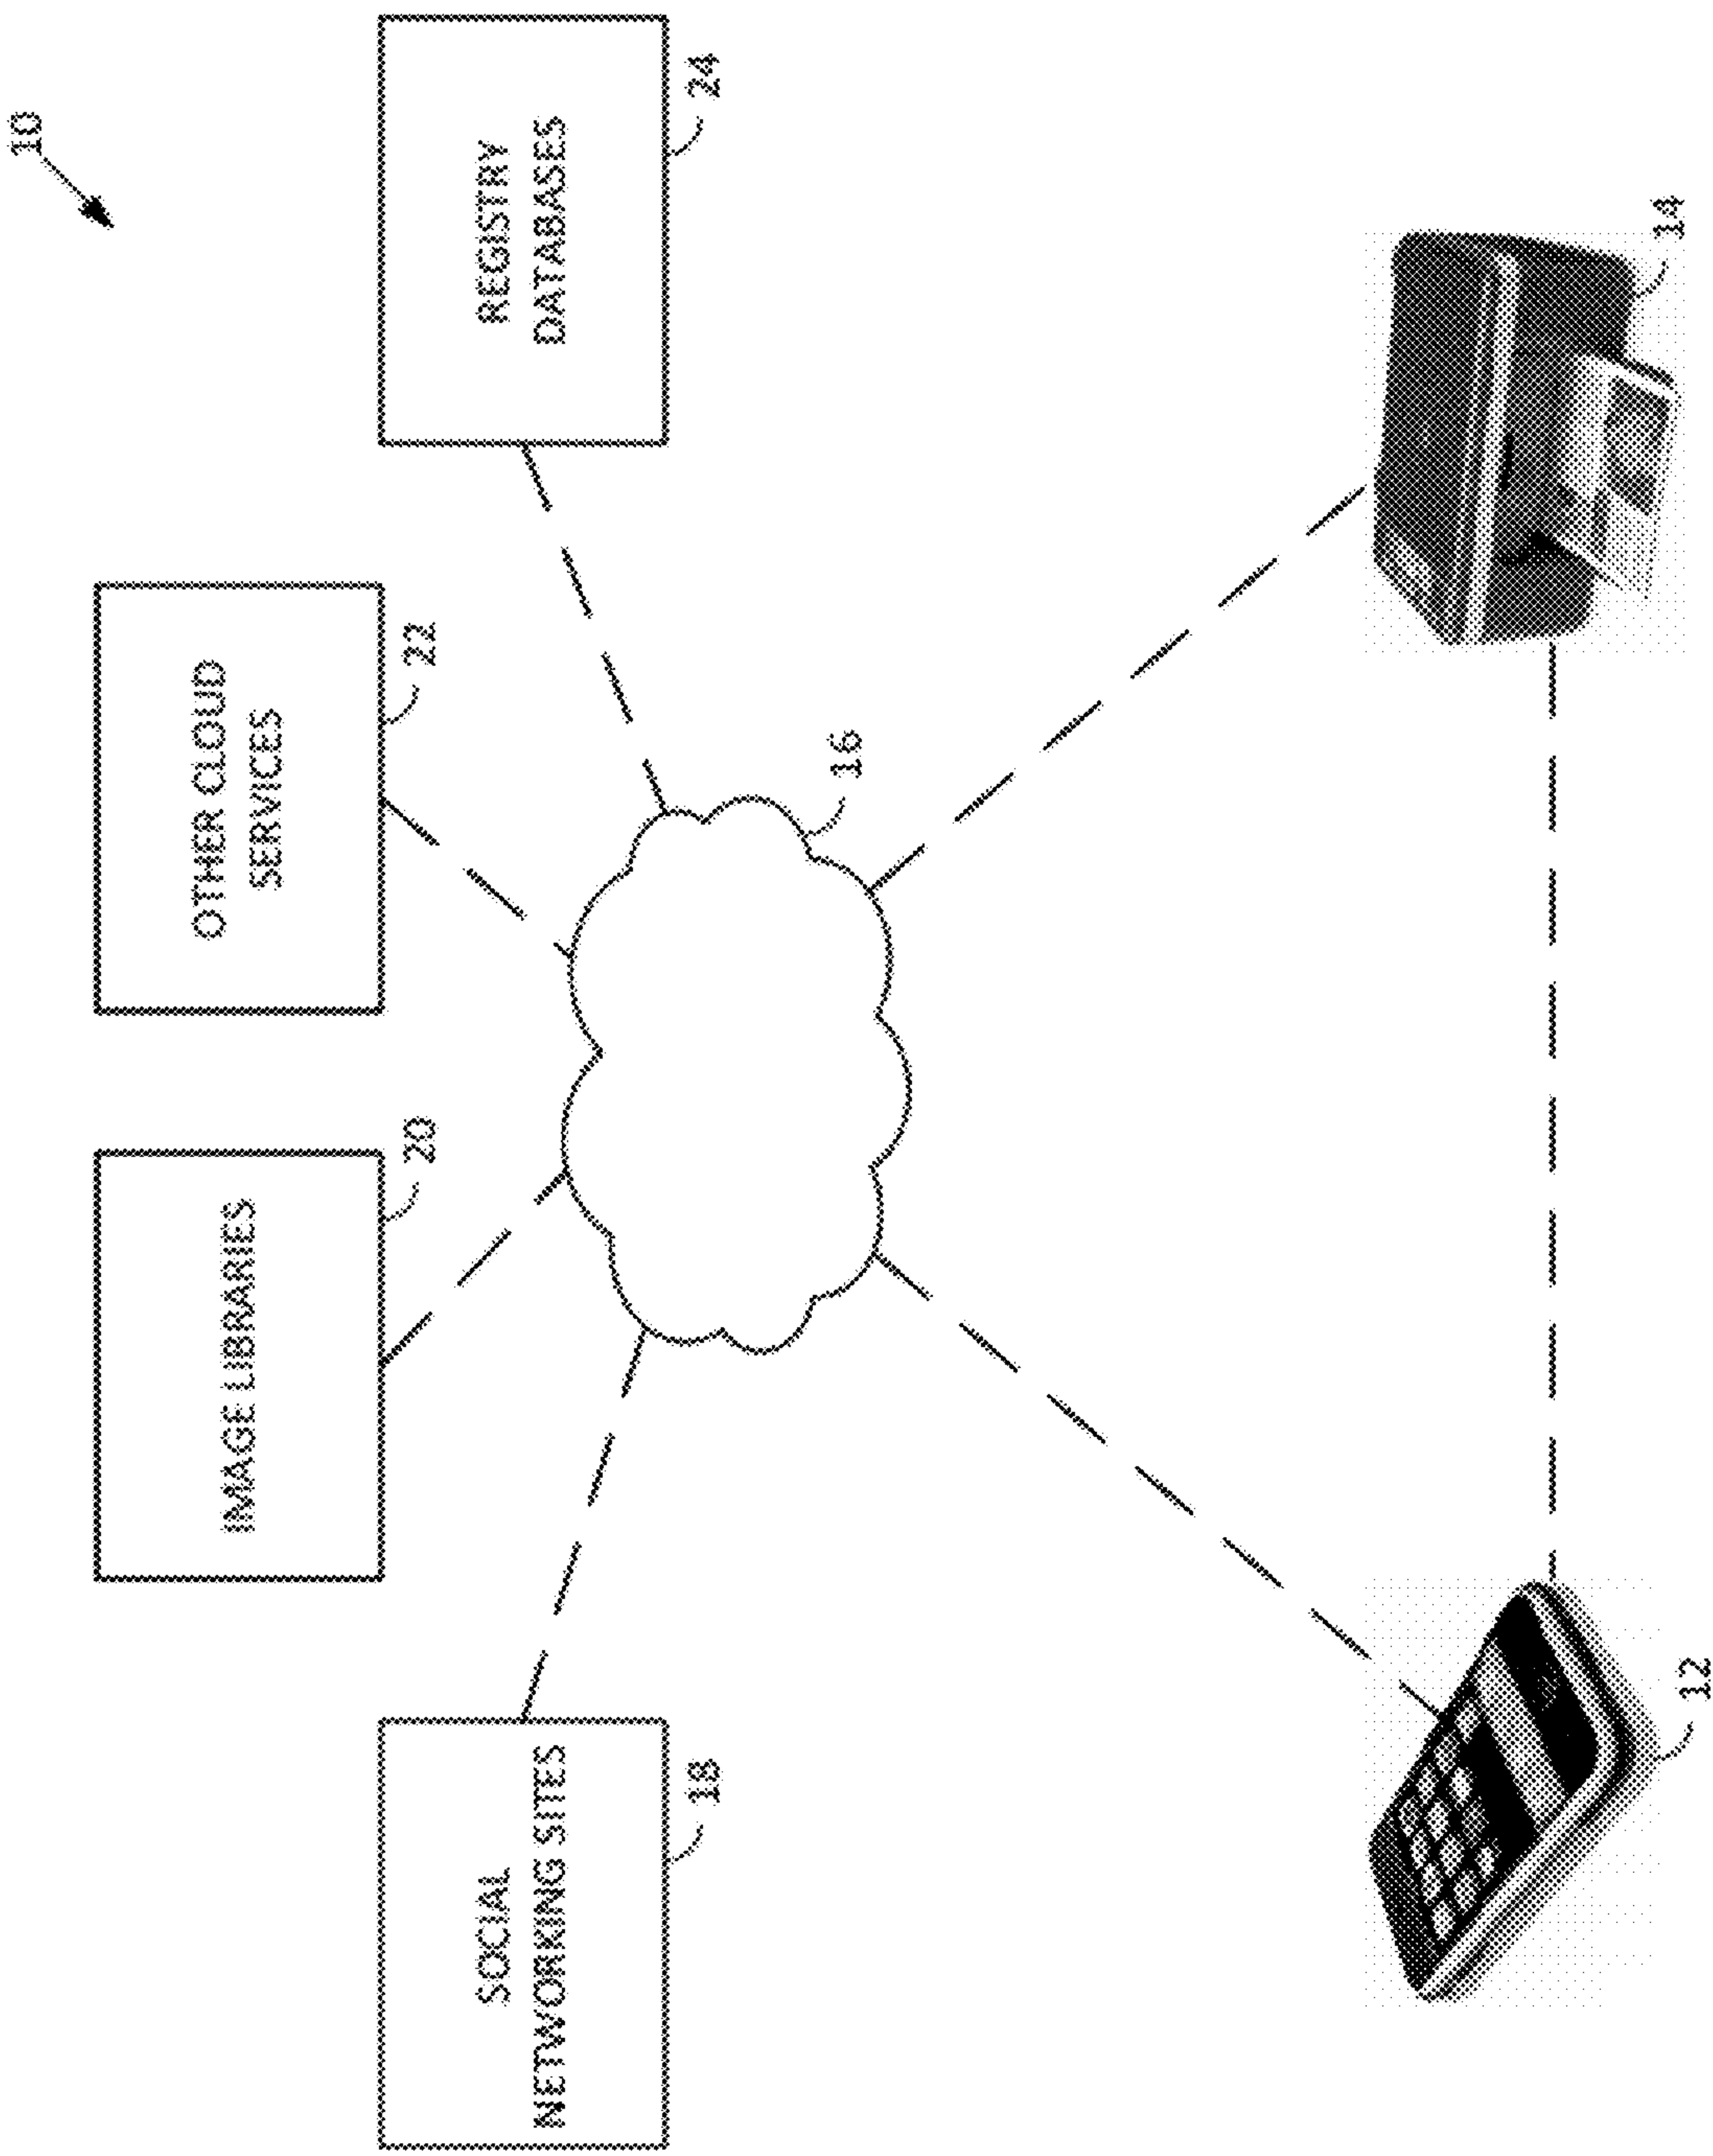 10
IMAGE LIBRARIES
20
OTHER CLOUD
SERVICES
22
SOCIAL
NETWORKING SITES
18
REGISTRY
DATABASES
24
16
12
14